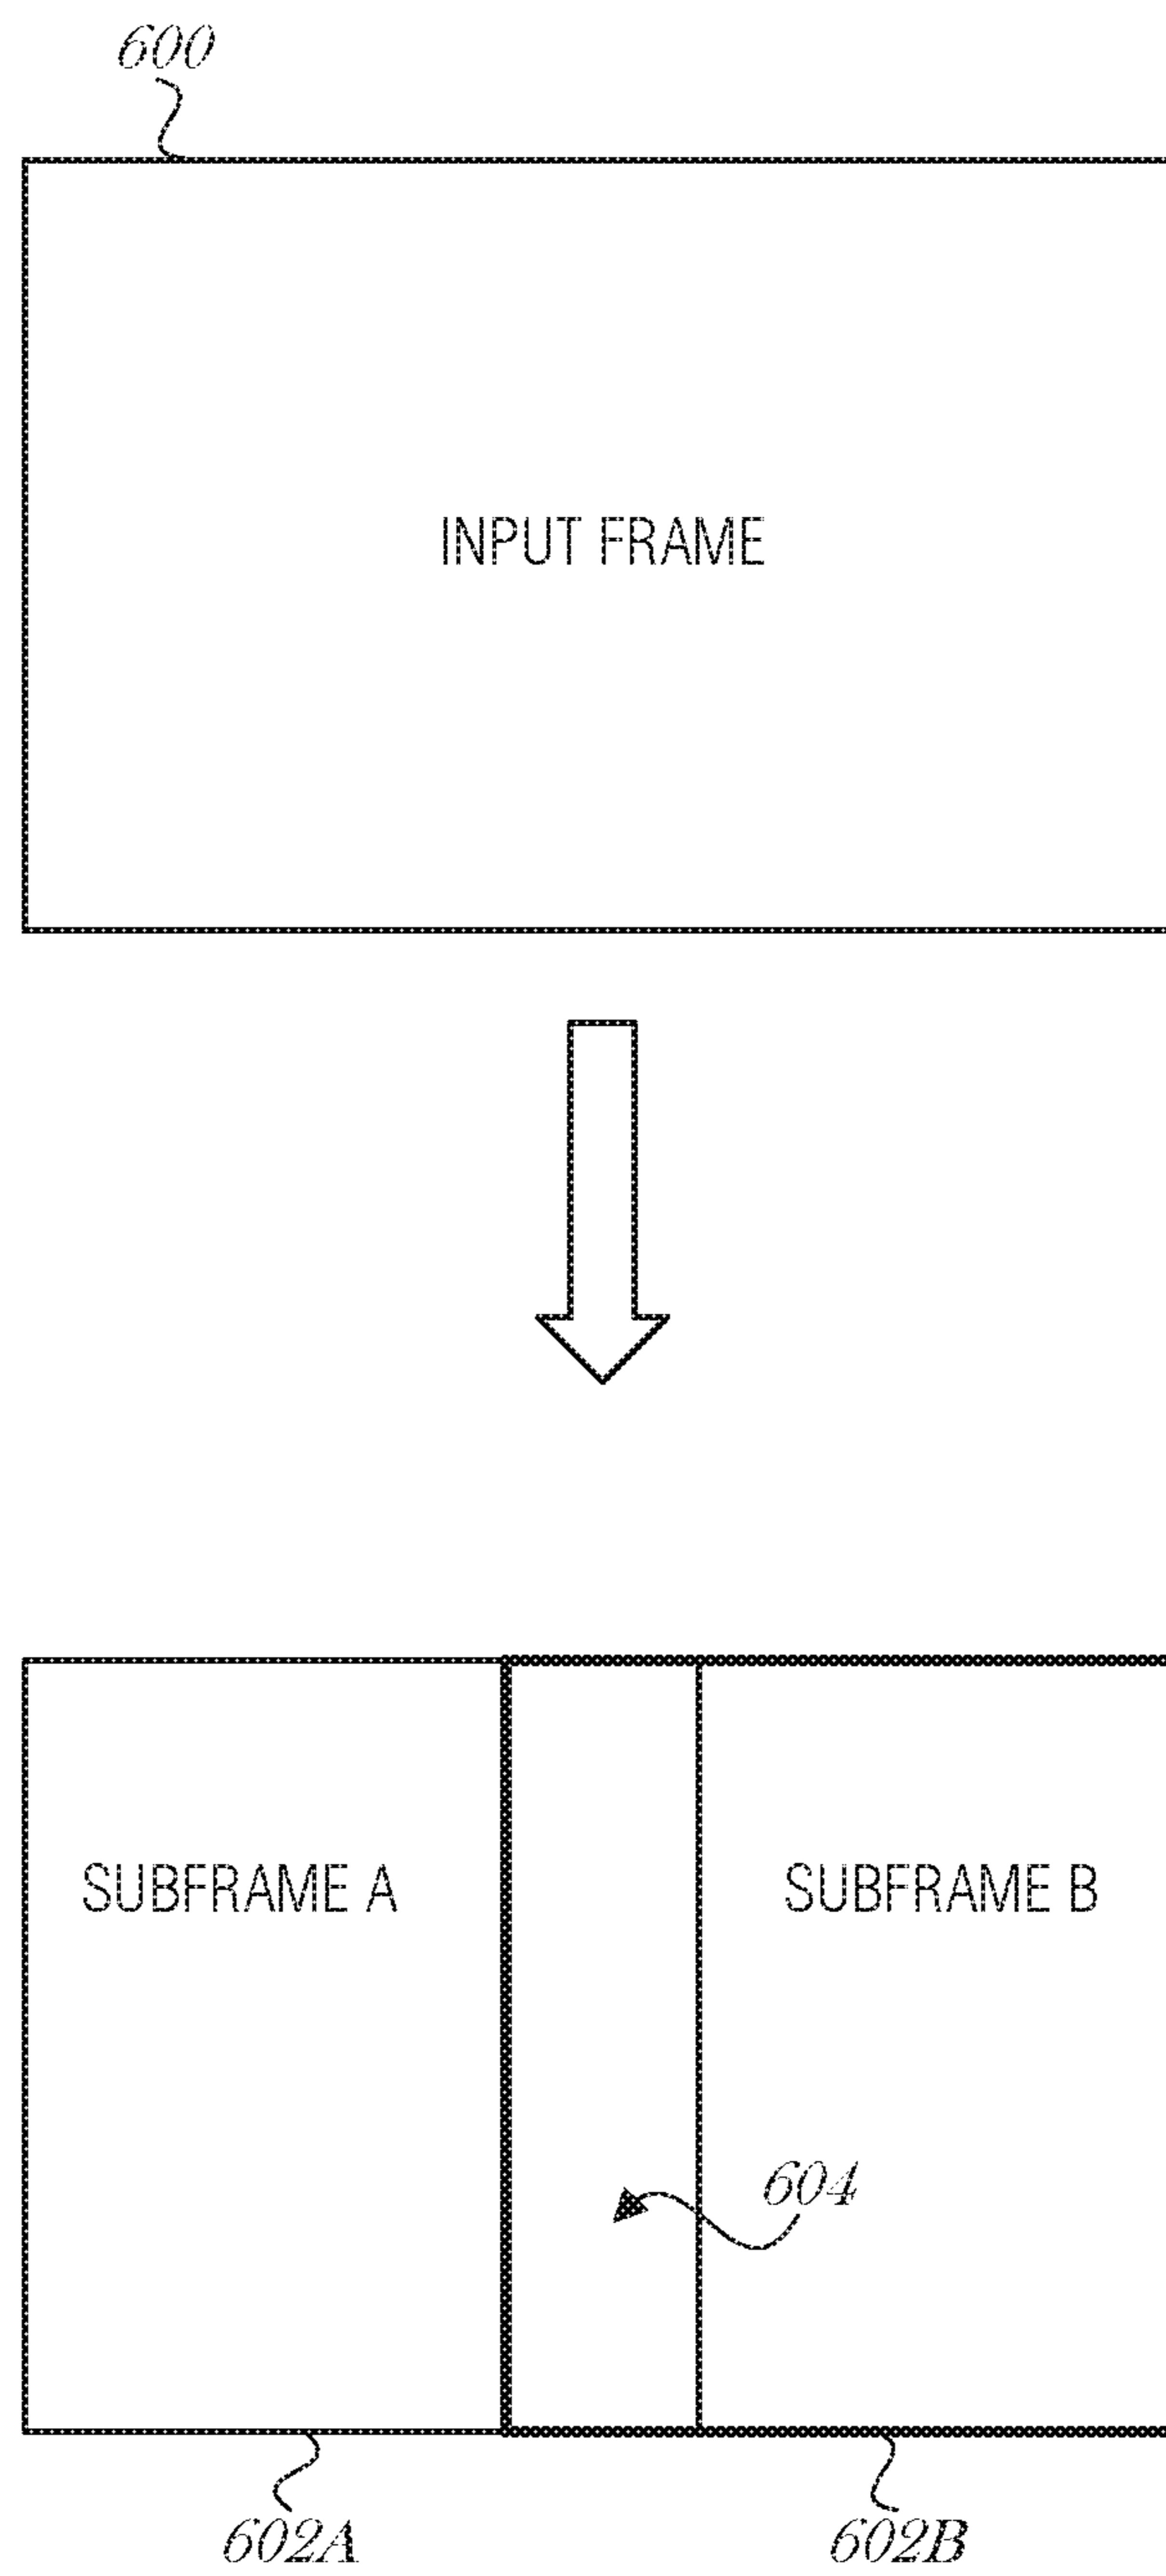 600
INPUT FRAME
SUBFRAME A
SUBFRAME B
604
602A
602B